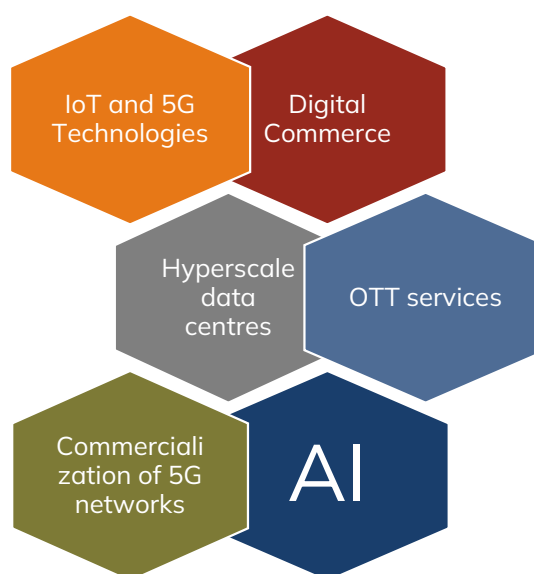 IoT and 5G
Technologies
Digital
Commerce
Hyperscale
data
centres
OTT services
Commerciali
zation of 5G
networks
AI